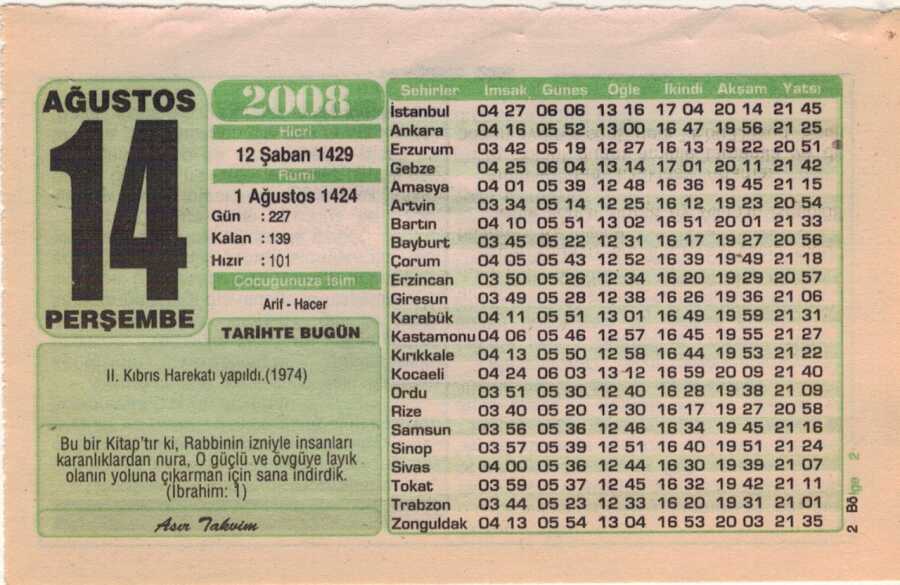 AĞUSTOS
14
PERŞEMBE
2008
Hicri
12 Şaban 1429
Rumi
1 Ağustos 1424
Gün : 227
Kalan : 139
Hızır : 101
Çocuğunuza İsim
Arif - Hacer
TARİHTE BUGÜN
II. Kıbrıs Harekatı yapıldı.(1974)
Bu bir Kitap'tır ki, Rabbinin izniyle insanları
karanlıklardan nura, O güçlü ve övgüye layık
olanın yoluna çıkarman için sana indirdik.
(İbrahim: 1)
Aser Takvim
Şehirler İmsak Güneş Öğle İkindi Akşam Yatsı
İstanbul 04 27 06 06 13 16 17 04 20 14 21 45
Ankara 04 16 05 52 13 00 16 47 19 56 21 25
Erzurum 03 42 05 19 12 27 16 13 19 22 20 51
Gebze 04 25 06 04 13 14 17 01 20 11 21 42
Amasya 04 01 05 39 12 48 16 36 19 45 21 15
Artvin 03 34 05 14 12 25 16 12 19 23 20 54
Bartın 04 10 05 51 13 02 16 51 20 01 21 33
Bayburt 03 45 05 22 12 31 16 17 19 27 20 56
Çorum 04 05 05 43 12 52 16 39 19 49 21 18
Erzincan 03 50 05 26 12 34 16 20 19 29 20 57
Giresun 03 49 05 28 12 38 16 26 19 36 21 06
Karabük 04 11 05 51 13 01 16 49 19 59 21 31
Kastamonu 04 06 05 46 12 57 16 45 19 55 21 27
Kırıkkale 04 13 05 50 12 58 16 44 19 53 21 22
Kocaeli 04 24 06 03 13 12 16 59 20 09 21 40
Ordu 03 51 05 30 12 40 16 28 19 38 21 09
Rize 03 40 05 20 12 30 16 17 19 27 20 58
Samsun 03 56 05 36 12 46 16 34 19 45 21 16
Sinop 03 57 05 39 12 51 16 40 19 51 21 24
Sivas 04 00 05 36 12 44 16 30 19 39 21 07
Tokat 03 59 05 37 12 45 16 32 19 42 21 11
Trabzon 03 44 05 23 12 33 16 20 19 31 21 01
Zonguldak 04 13 05 54 13 04 16 53 20 03 21 35
2 Bölge 2